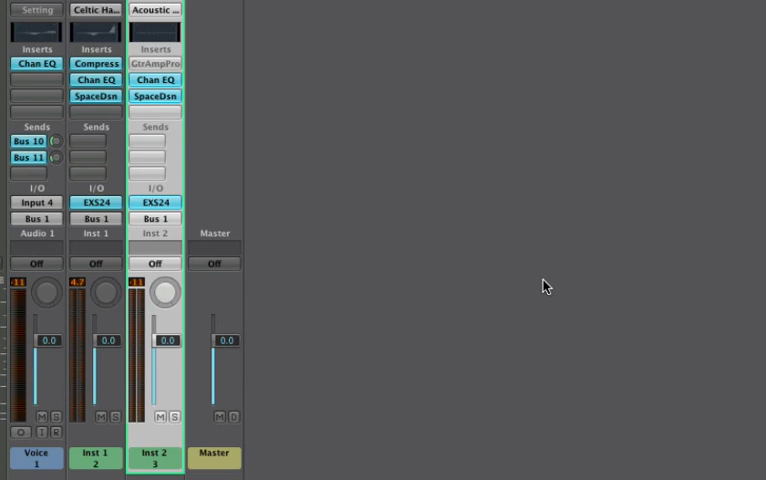 Setting Celtic Ha... Acoustic ...
Inserts Inserts Inserts
Chan EQ Compress GtrAmpPro
Chan EQ Chan EQ
SpaceDsn SpaceDsn
Sends Sends Sends
Bus 10
Bus 11
I/O I/O I/O
Input 4 EXS24 EXS24
Bus 1 Bus 1 Bus 1
Audio 1 Inst 1 Inst 2 Master
Off Off Off Off
-11 4.7 -11
0.0 0.0 0.0 0.0
M S M S M S M D
O I R
Voice Inst 1 Inst 2 Master
1 2 3